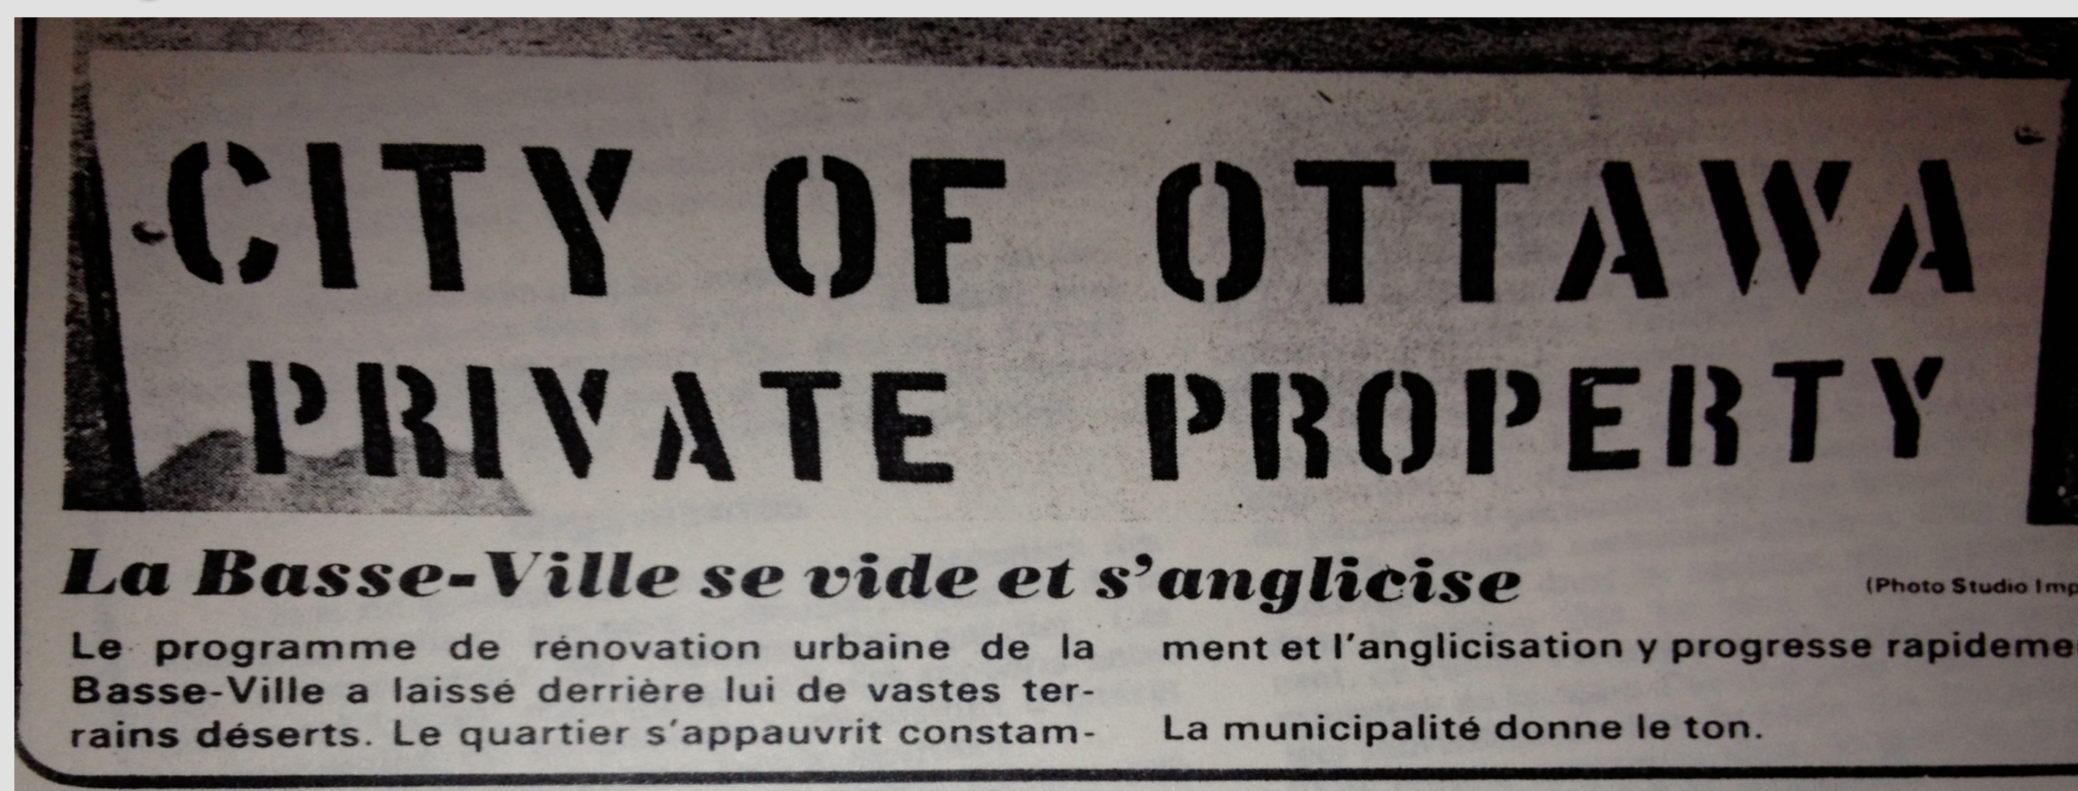 CITY OF OTTAWA
PRIVATE PROPERTY
La Basse-Ville se vide et s'anglicise
(Photo Studio Imp
Le programme de rénovation urbaine de la
Basse-Ville a laissé derrière lui de vastes ter-
rains déserts. Le quartier s'appauvrit constam-
ment et l'anglicisation y progresse rapideme
La municipalité donne le ton.